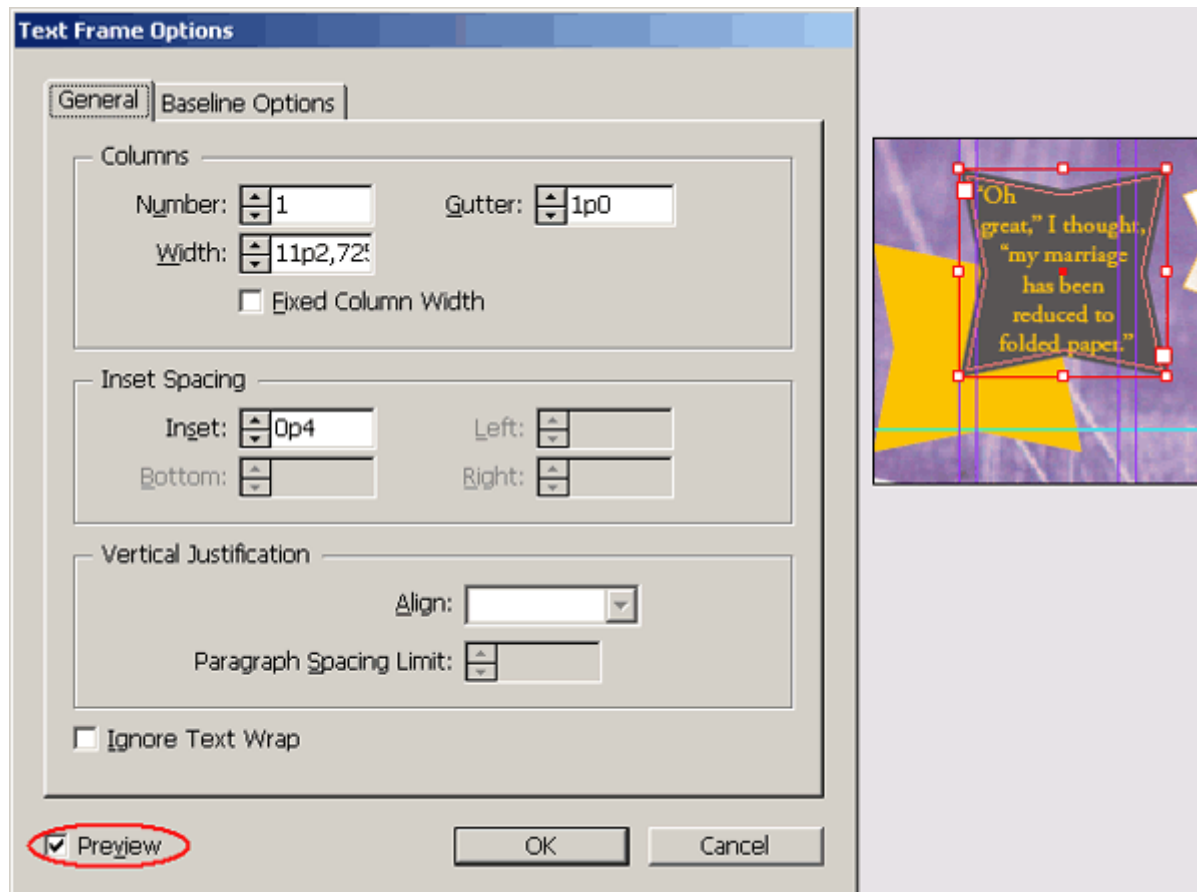 Text Frame Options
General
Baseline Options
Columns
Number: 1
Gutter: 1p0
Width: 11p2,725
Fixed Column Width
Inset Spacing
Inset: 0p4
Left:
Bottom:
Right:
Vertical Justification
Align:
Paragraph Spacing Limit:
Ignore Text Wrap
Preview
OK
Cancel
“Oh
great,” I thought,
“my marriage
has been
reduced to
folded paper.”